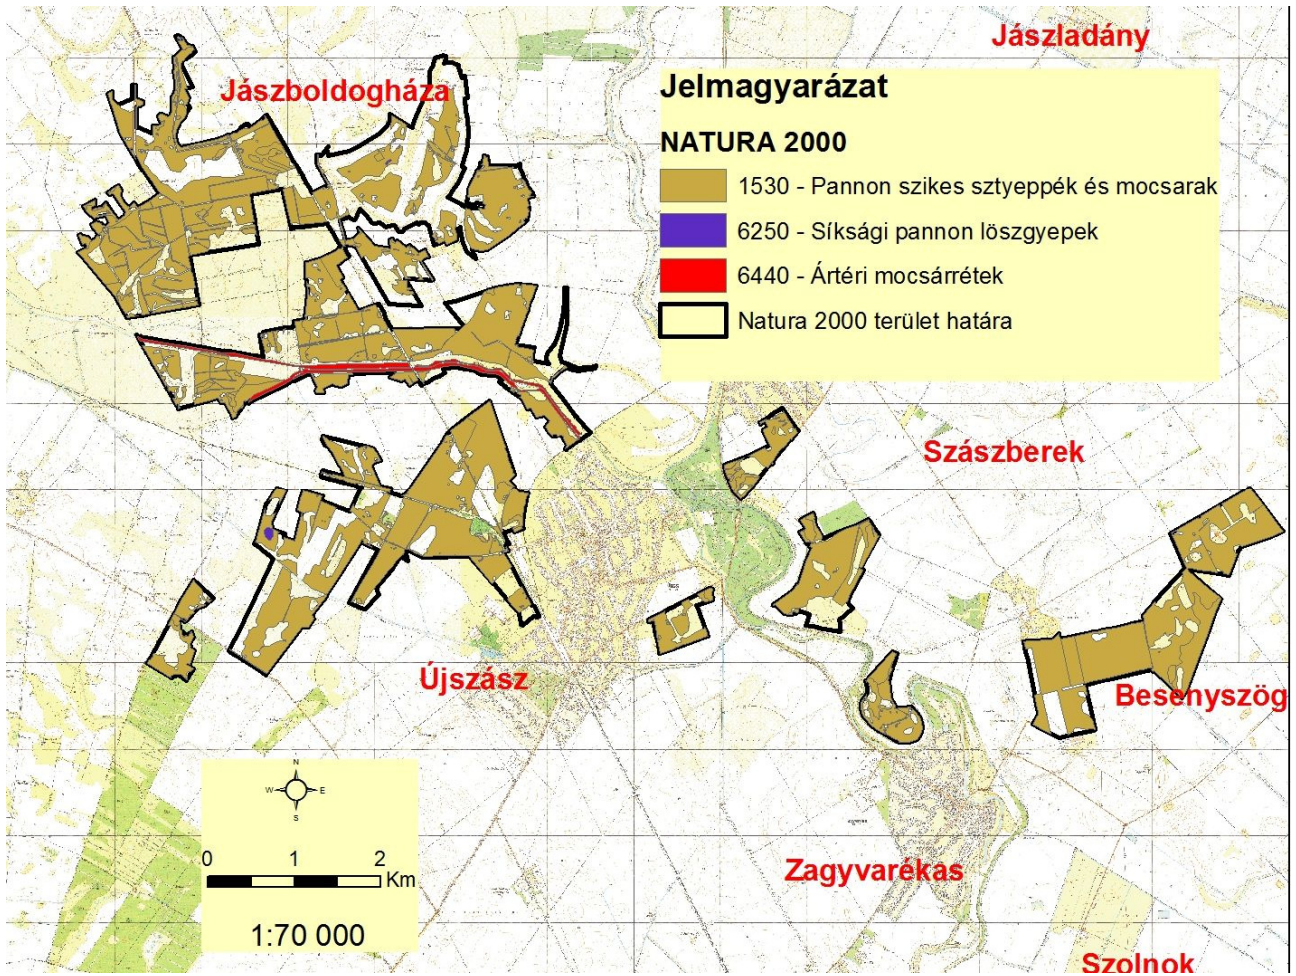 Jászladány
Jászboldogháza
Jelmagyarázat
NATURA 2000
1530 - Pannon szikes sztyeppék és mocsarak
6250 - Síksági pannon löszgyepek
6440 - Ártéri mocsárrétek
Natura 2000 terület határa
Szászberek
Újszász
Besenyszög
N
W E
S
0 1 2
Km
1:70 000
Zagyvarékas
Szolnok